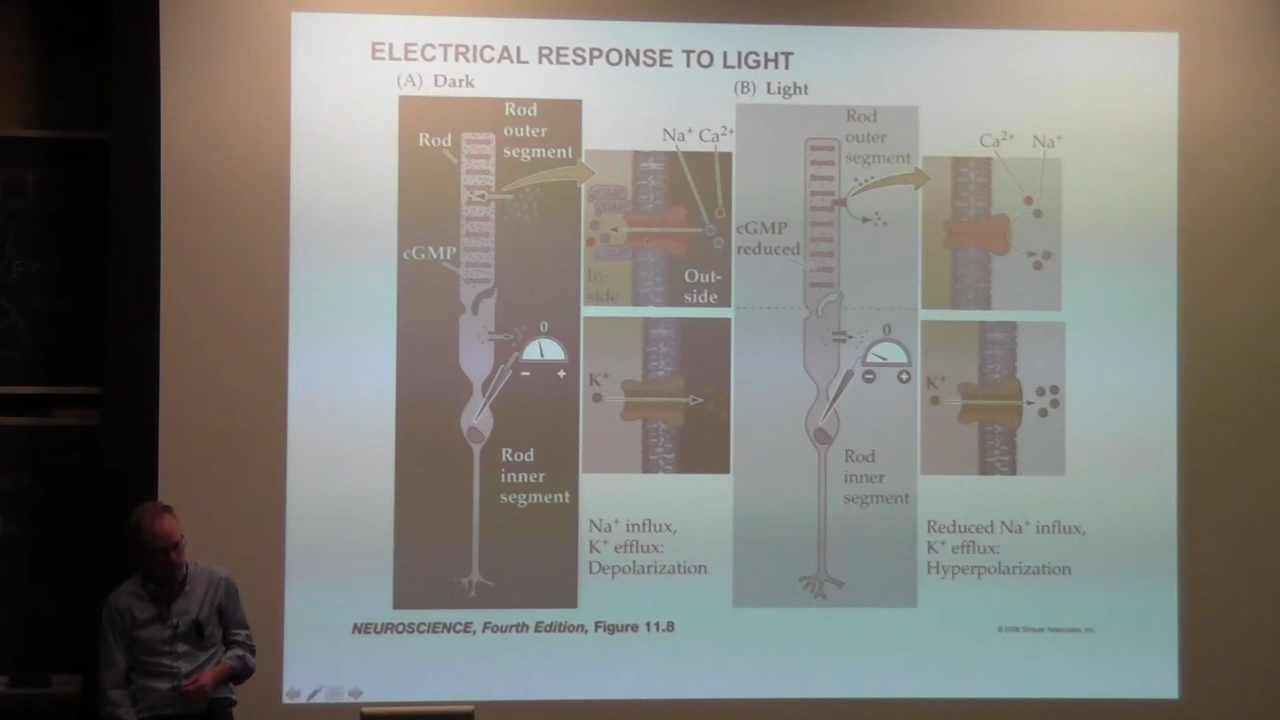 ELECTRICAL RESPONSE TO LIGHT
(A) Dark
Rod
outer
segment
Rod
cGMP
0
− +
Rod
inner
segment
Na⁺ Ca²⁺
In-
side
Out-
side
K⁺
Na⁺ influx,
K⁺ efflux:
Depolarization
(B) Light
Rod
outer
segment
cGMP
reduced
0
− +
Rod
inner
segment
Ca²⁺ Na⁺
K⁺
Reduced Na⁺ influx,
K⁺ efflux:
Hyperpolarization
NEUROSCIENCE, Fourth Edition, Figure 11.8